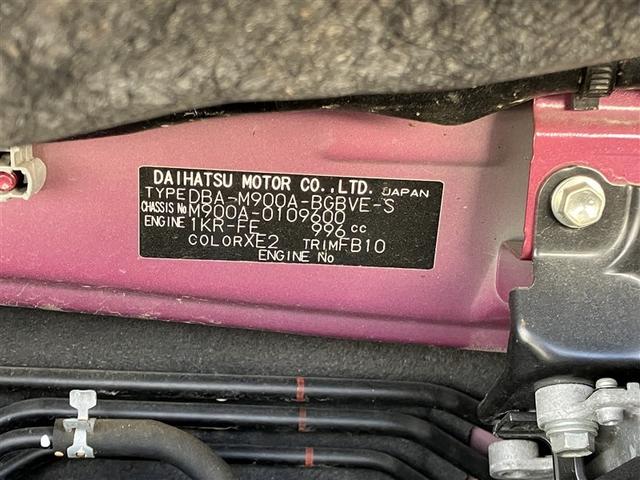 DAIHATSU MOTOR CO.,LTD. JAPAN
TYPE DBA-M900A-BGBVE-S
CHASSIS No M900A-0109600
ENGINE 1KR-FE 996 cc
COLOR XE2 TRIM FB10
ENGINE No